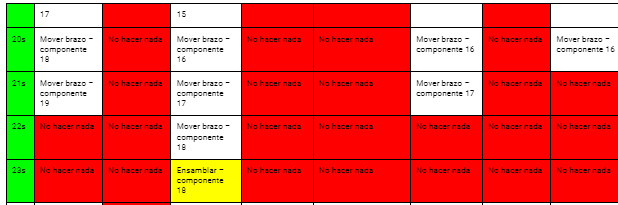 17
15
20s
Mover brazo –
componente
18
No hacer nada
Mover brazo –
componente
16
No hacer nada
No hacer nada
Mover brazo –
componente 16
No hacer nada
Mover brazo –
componente 16
21s
Mover brazo –
componente
19
No hacer nada
Mover brazo –
componente
17
No hacer nada
No hacer nada
Mover brazo –
componente 17
No hacer nada
No hacer nada
22s
No hacer nada
No hacer nada
Mover brazo –
componente
18
No hacer nada
No hacer nada
No hacer nada
No hacer nada
No hacer nada
23s
No hacer nada
No hacer nada
Ensamblar –
componente
18
No hacer nada
No hacer nada
No hacer nada
No hacer nada
No hacer nada